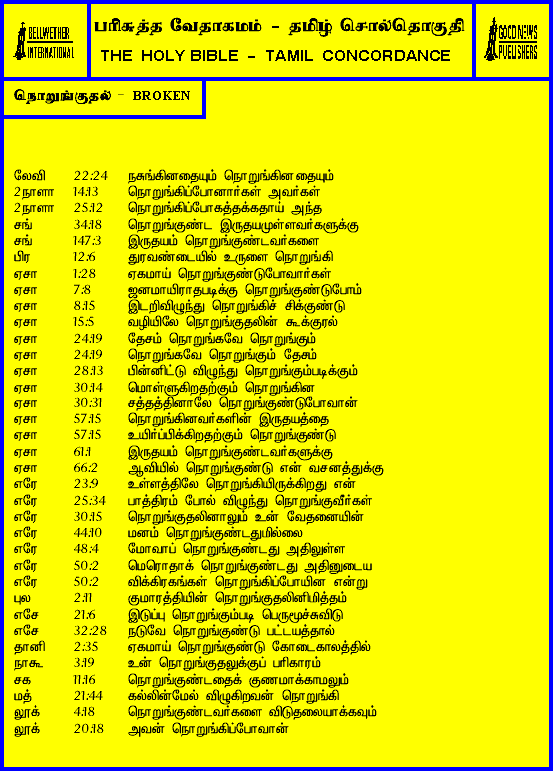 BELLWETHER
INTERNATIONAL
பரிசுத்த வேதாகமம் - தமிழ் சொல்தொகுதி
THE HOLY BIBLE - TAMIL CONCORDANCE
GOOD NEWS
PUBLISHERS
நொறுங்குதல் - BROKEN
லேவி 22:24 நசுங்கினதையும் நொறுங்கினதையும்
2நாளா 14:13 நொறுங்கிப்போனார்கள் அவர்கள்
2நாளா 25:12 நொறுங்கிப்போகத்தக்கதாய் அந்த
சங் 34:18 நொறுங்குண்ட இருதயமுள்ளவர்களுக்கு
சங் 147:3 இருதயம் நொறுங்குண்டவர்களை
பிர 12:6 துரவண்டையில் உருளை நொறுங்கி
ஏசா 1:28 ஏகமாய் நொறுங்குண்டுபோவார்கள்
ஏசா 7:8 ஜனமாயிராதபடிக்கு நொறுங்குண்டுபோம்
ஏசா 8:15 இடறிவிழுந்து நொறுங்கிச் சிக்குண்டு
ஏசா 15:5 வழியிலே நொறுங்குதலின் கூக்குரல்
ஏசா 24:19 தேசம் நொறுங்கவே நொறுங்கும்
ஏசா 24:19 நொறுங்கவே நொறுங்கும் தேசம்
ஏசா 28:13 பின்னிட்டு விழுந்து நொறுங்கும்படிக்கும்
ஏசா 30:14 மொள்ளுகிறதற்கும் நொறுங்கின
ஏசா 30:31 சத்தத்தினாலே நொறுங்குண்டுபோவான்
ஏசா 57:15 நொறுங்கினவர்களின் இருதயத்தை
ஏசா 57:15 உயிர்ப்பிக்கிறதற்கும் நொறுங்குண்டு
ஏசா 61:1 இருதயம் நொறுங்குண்டவர்களுக்கு
ஏசா 66:2 ஆவியில் நொறுங்குண்டு என் வசனத்துக்கு
எரே 23:9 உள்ளத்திலே நொறுங்கியிருக்கிறது என்
எரே 25:34 பாத்திரம் போல் விழுந்து நொறுங்குவீர்கள்
எரே 30:15 நொறுங்குதலினாலும் உன் வேதனையின்
எரே 44:10 மனம் நொறுங்குண்டதுமில்லை
எரே 48:4 மோவாப் நொறுங்குண்டது அதிலுள்ள
எரே 50:2 மெரொதாக் நொறுங்குண்டது அதினுடைய
எரே 50:2 விக்கிரகங்கள் நொறுங்கிப்போயின என்று
புல 2:11 குமாரத்தியின் நொறுங்குதலினிமித்தம்
எசே 21:6 இடுப்பு நொறுங்கும்படி பெருமூச்சுவிடு
எசே 32:28 நடுவே நொறுங்குண்டு பட்டயத்தால்
தானி 2:35 ஏகமாய் நொறுங்குண்டு கோடைகாலத்தில்
நாகூ 3:19 உன் நொறுங்குதலுக்குப் பரிகாரம்
சக 11:16 நொறுங்குண்டதைக் குணமாக்காமலும்
மத் 21:44 கல்லின்மேல் விழுகிறவன் நொறுங்கி
லூக் 4:18 நொறுங்குண்டவர்களை விடுதலையாக்கவும்
லூக் 20:18 அவன் நொறுங்கிப்போவான்